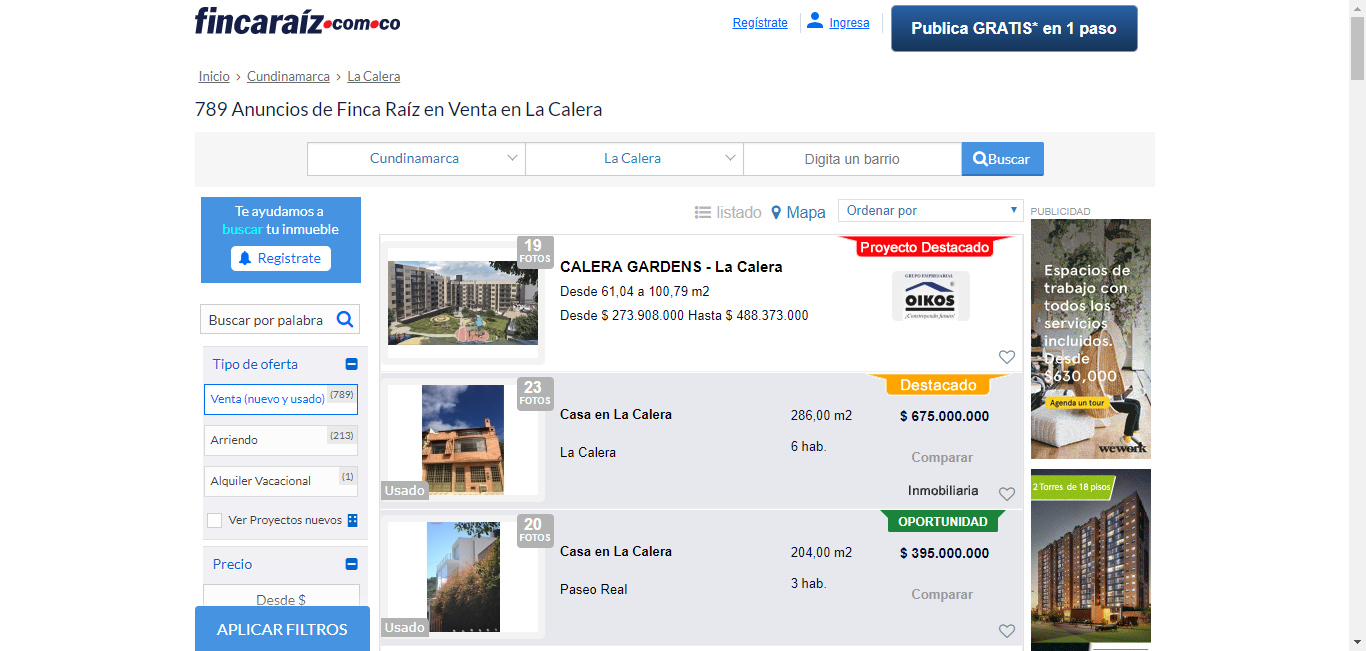 fincaraíz.com.co
Regístrate
Ingresa
Publica GRATIS* en 1 paso
Inicio › Cundinamarca › La Calera
789 Anuncios de Finca Raíz en Venta en La Calera
Cundinamarca
La Calera
Digita un barrio
Buscar
Te ayudamos a
buscar tu inmueble
Registrate
Buscar por palabra
Tipo de oferta
Venta (nuevo y usado) (789)
Arriendo (213)
Alquiler Vacacional (1)
Ver Proyectos nuevos
Precio
Desde $
APLICAR FILTROS
listado
Mapa
Ordenar por
19
FOTOS
CALERA GARDENS - La Calera
Desde 61,04 a 100,79 m2
Desde $ 273.908.000 Hasta $ 488.373.000
Proyecto Destacado
GRUPO EMPRESARIAL
OIKOS
¡Construyendo futuro!
23
FOTOS
Usado
Casa en La Calera
La Calera
286,00 m2
6 hab.
Destacado
$ 675.000.000
Comparar
Inmobiliaria
20
FOTOS
Usado
Casa en La Calera
Paseo Real
204,00 m2
3 hab.
OPORTUNIDAD
$ 395.000.000
Comparar
PUBLICIDAD
Espacios de
trabajo con
todos los
servicios
incluidos.
Desde
$630,000
Agenda un tour
wework
2 Torres de 18 pisos